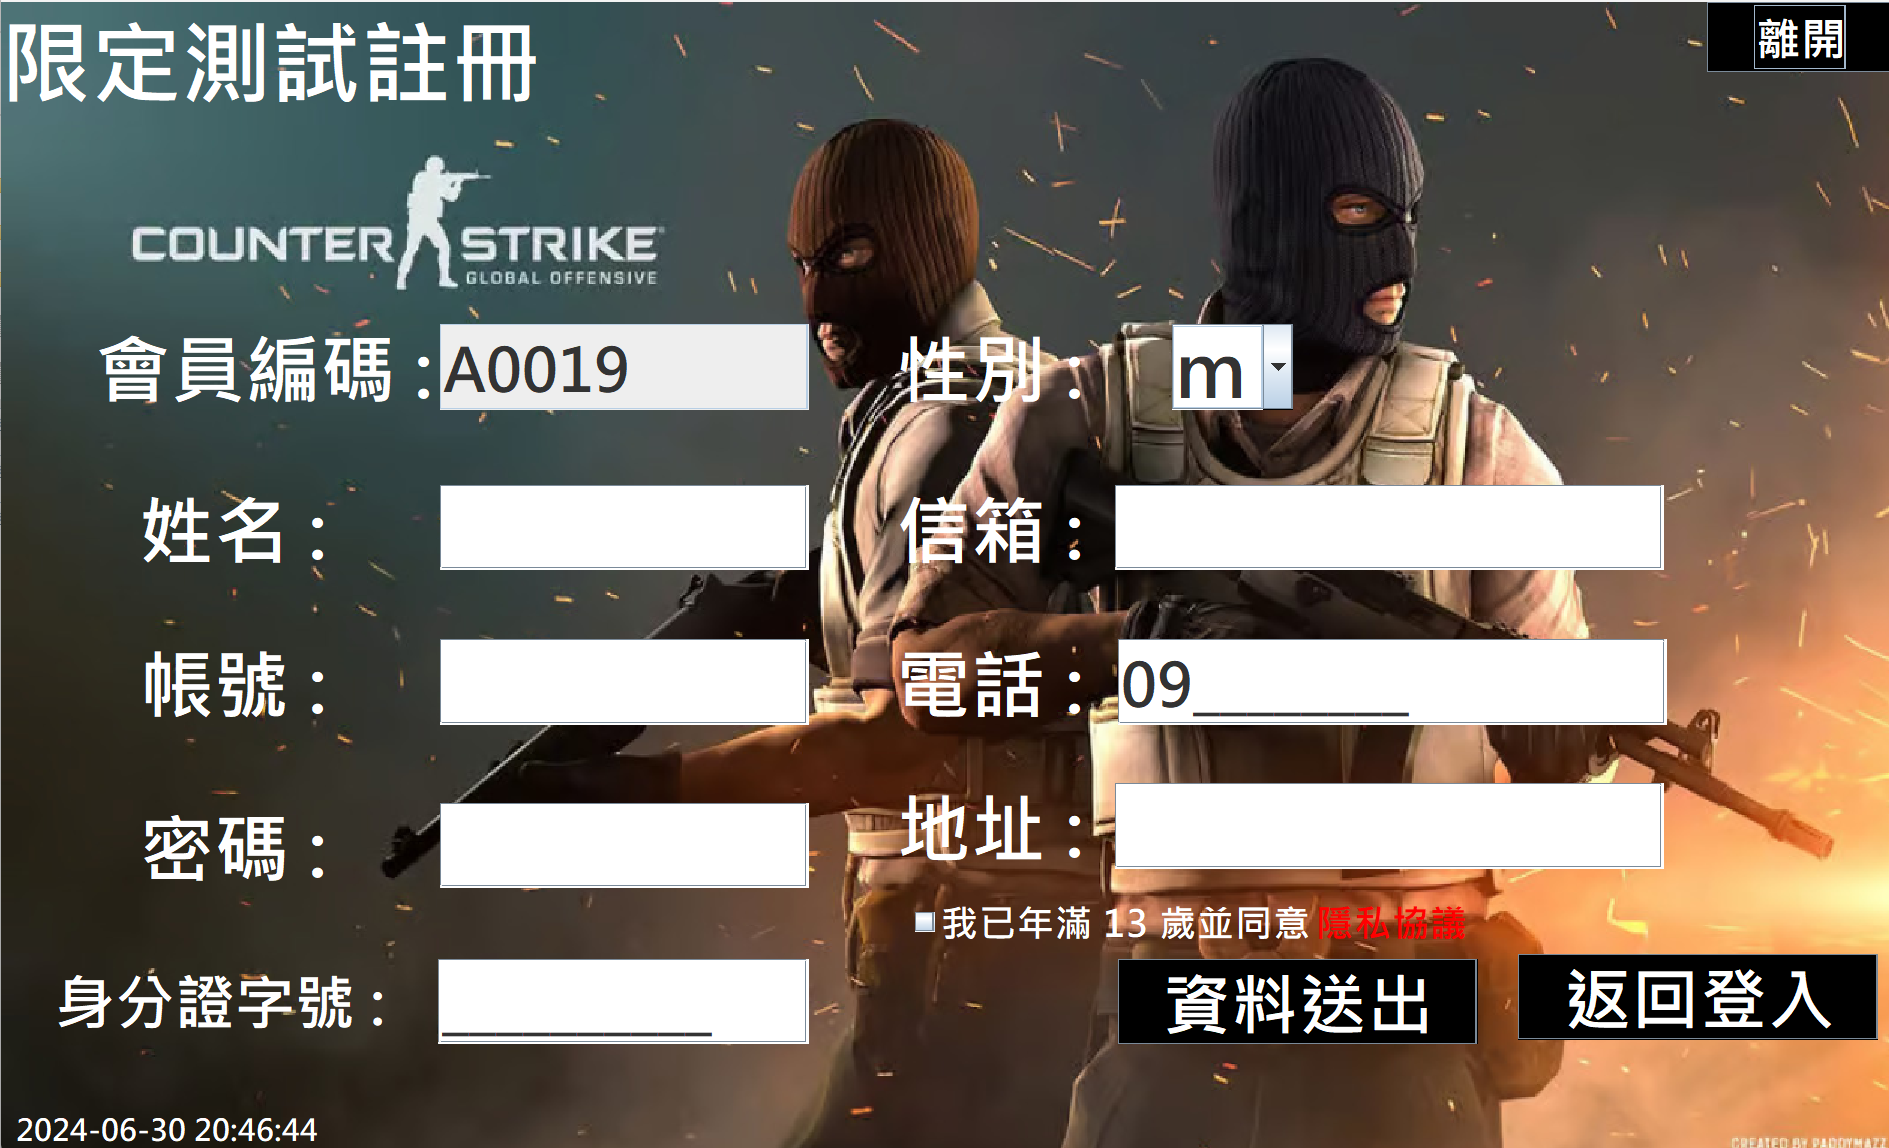 限定測試註冊
離開
COUNTER STRIKE
GLOBAL OFFENSIVE
會員編碼：A0019
性別：m
姓名：
信箱：
帳號：
電話：09________
密碼：
地址：
我已年滿 13 歲並同意 隱私協議
身分證字號：__________
資料送出
返回登入
2024-06-30 20:46:44
CREATED BY PADDYMAZZ